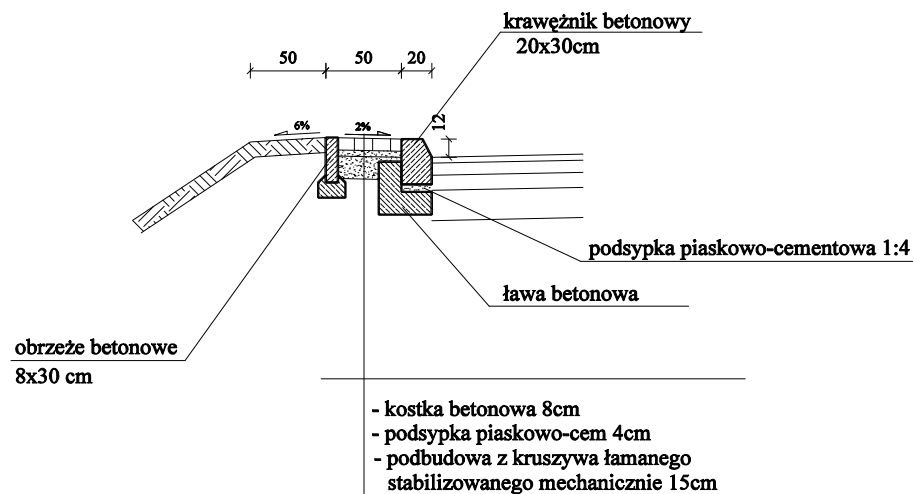 krawężnik betonowy
20x30cm
50 50 20
6% 2% 12
podsypka piaskowo-cementowa 1:4
ława betonowa
obrzeże betonowe
8x30 cm
- kostka betonowa 8cm
- podsypka piaskowo-cem 4cm
- podbudowa z kruszywa łamanego
stabilizowanego mechanicznie 15cm